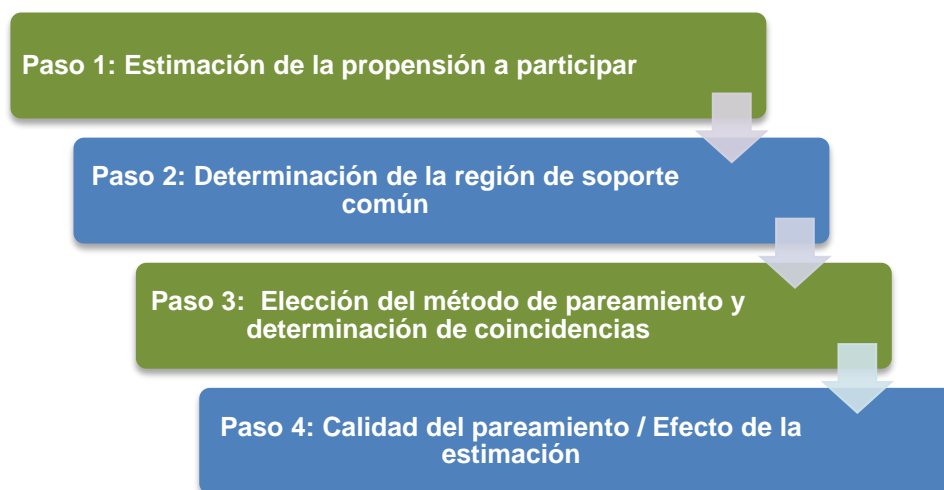 Paso 1: Estimación de la propensión a participar
Paso 2: Determinación de la región de soporte
común
Paso 3:  Elección del método de pareamiento y
determinación de coincidencias
Paso 4: Calidad del pareamiento / Efecto de la
estimación